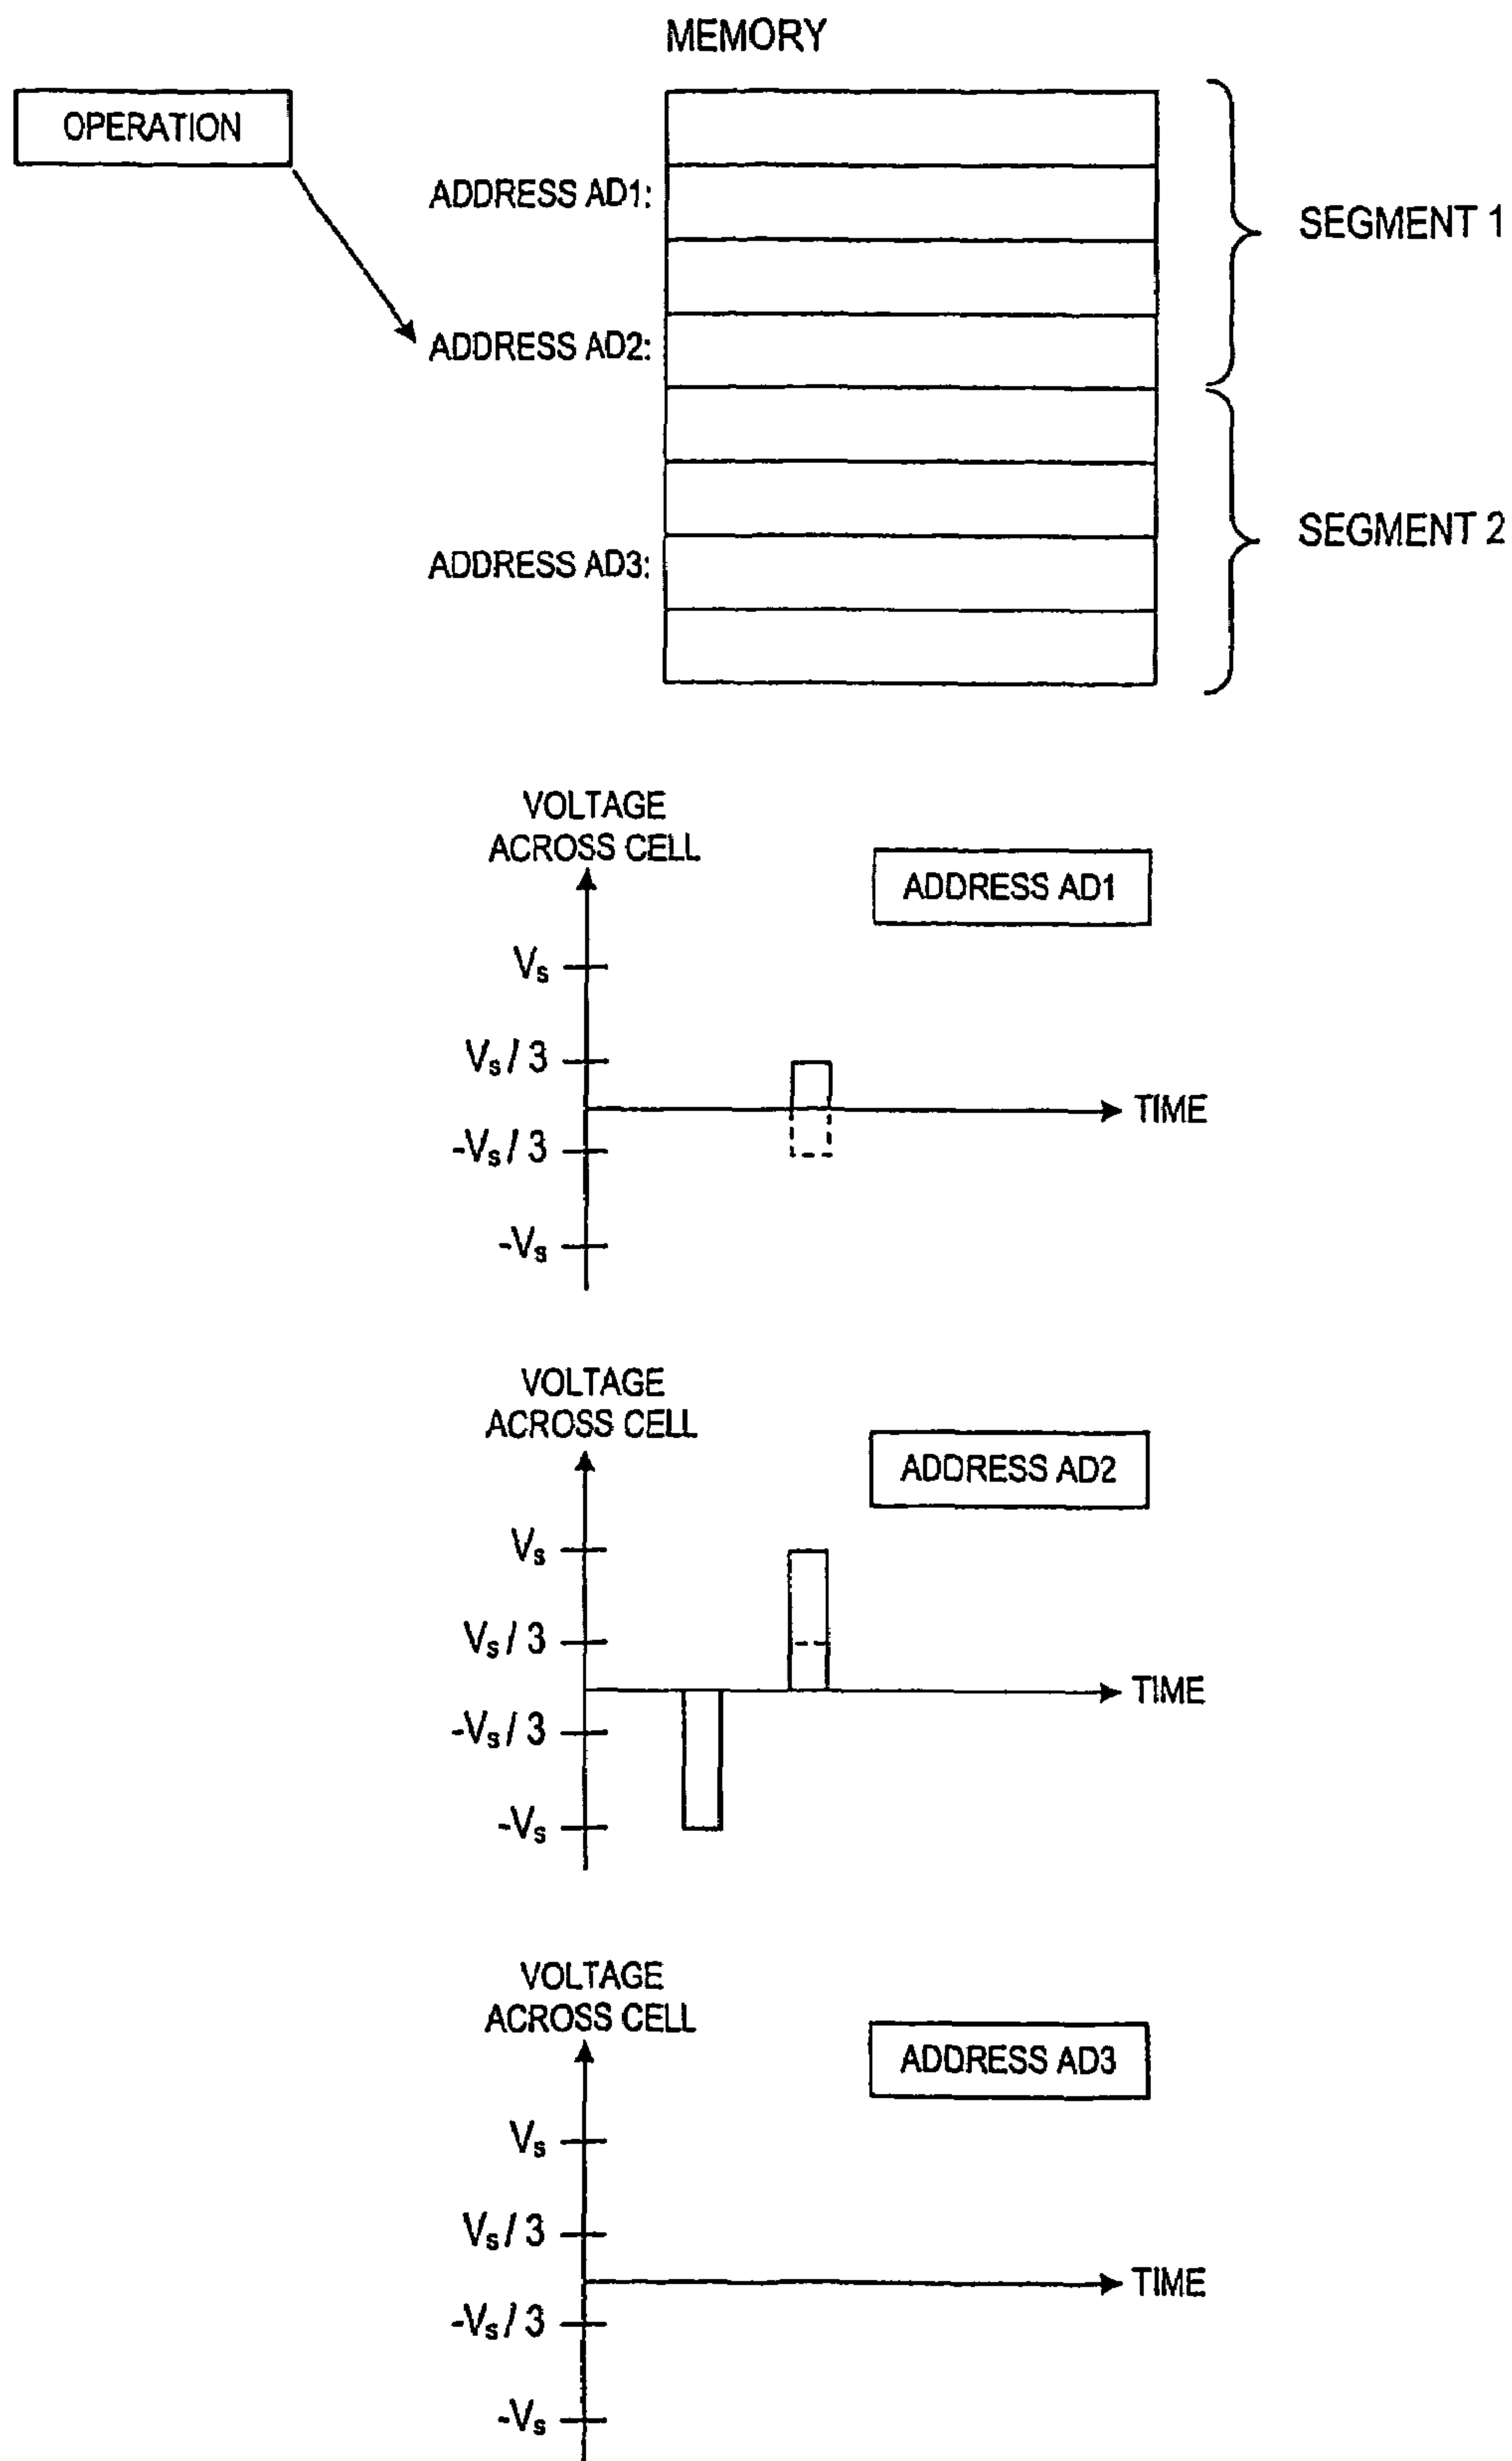 MEMORY
OPERATION
ADDRESS AD1:
SEGMENT 1
ADDRESS AD2:
SEGMENT 2
ADDRESS AD3:
VOLTAGE
ACROSS CELL
ADDRESS AD1
Vs
Vs / 3
TIME
-Vs / 3
-Vs
VOLTAGE
ACROSS CELL
ADDRESS AD2
Vs
Vs / 3
TIME
-Vs / 3
-Vs
VOLTAGE
ACROSS CELL
ADDRESS AD3
Vs
Vs / 3
TIME
-Vs / 3
-Vs